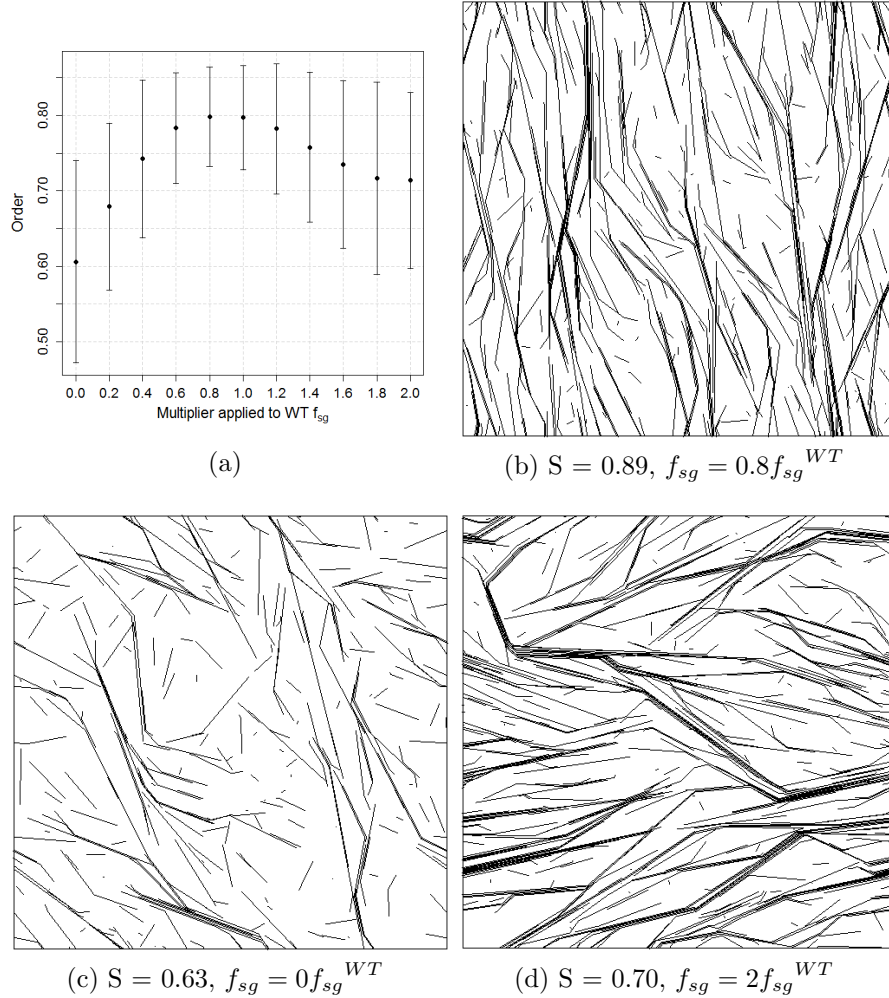 0.80
0.70
0.60
0.50
Order
0.0 0.2 0.4 0.6 0.8 1.0 1.2 1.4 1.6 1.8 2.0
Multiplier applied to WT f_sg
(a)
(b) S = 0.89, f_sg = 0.8f_sg^WT
(c) S = 0.63, f_sg = 0f_sg^WT
(d) S = 0.70, f_sg = 2f_sg^WT